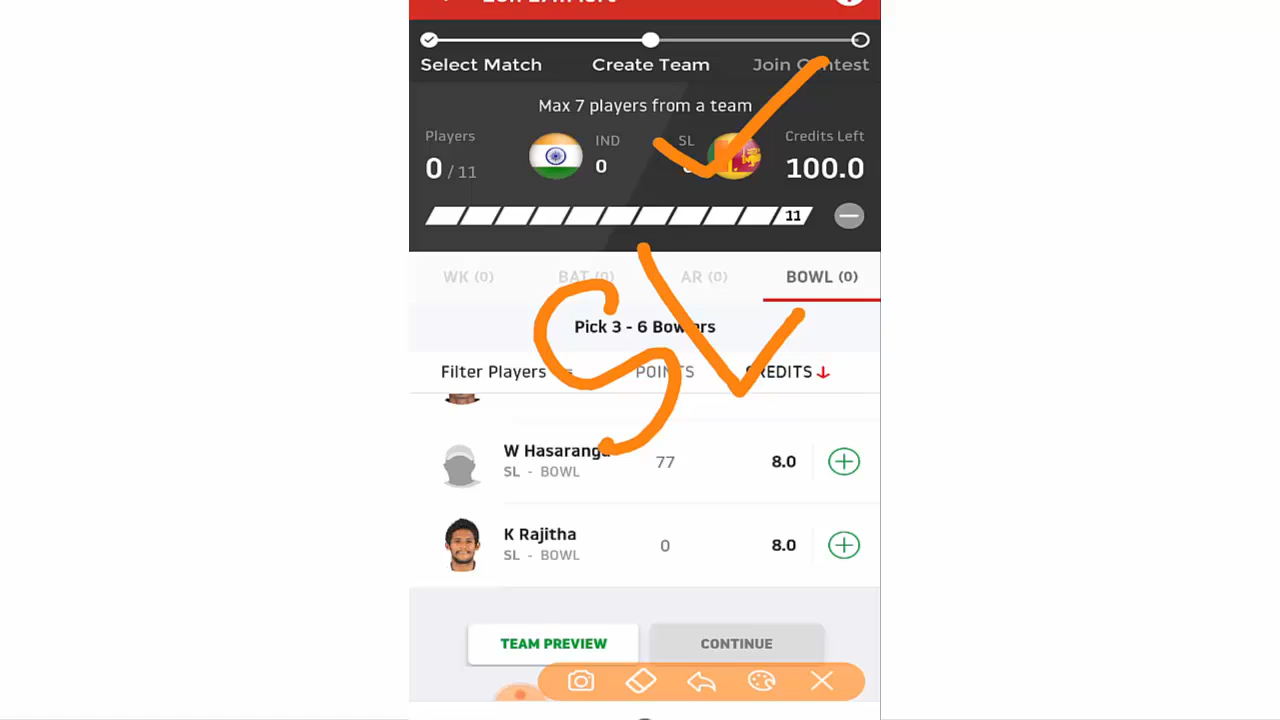 Select Match Create Team Join Contest
Max 7 players from a team
Players IND SL Credits Left
0 / 11 0 100.0
11
WK (0) BAT (0) AR (0) BOWL (0)
Pick 3 - 6 Bowlers
Filter Players POINTS CREDITS
W Hasaranga 77 8.0
SL - BOWL
K Rajitha 0 8.0
SL - BOWL
TEAM PREVIEW CONTINUE
SV